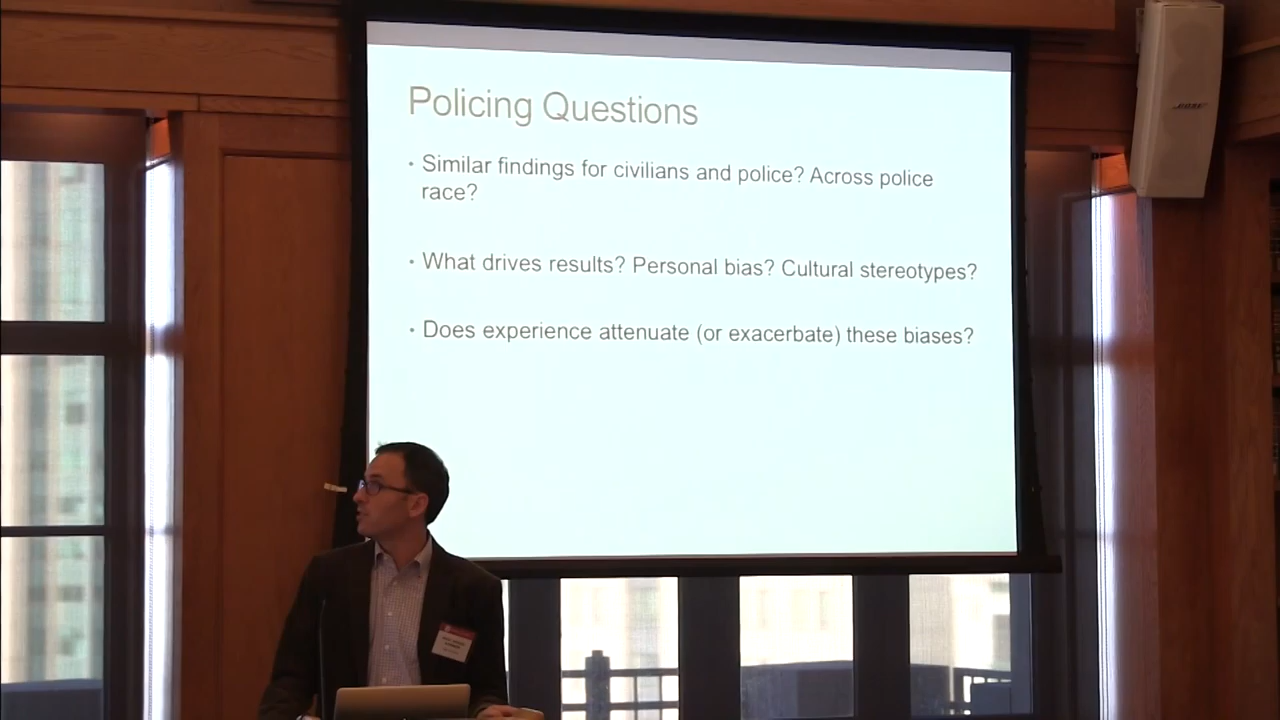 Policing Questions
• Similar findings for civilians and police? Across police
race?
• What drives results? Personal bias? Cultural stereotypes?
• Does experience attenuate (or exacerbate) these biases?
BOSE